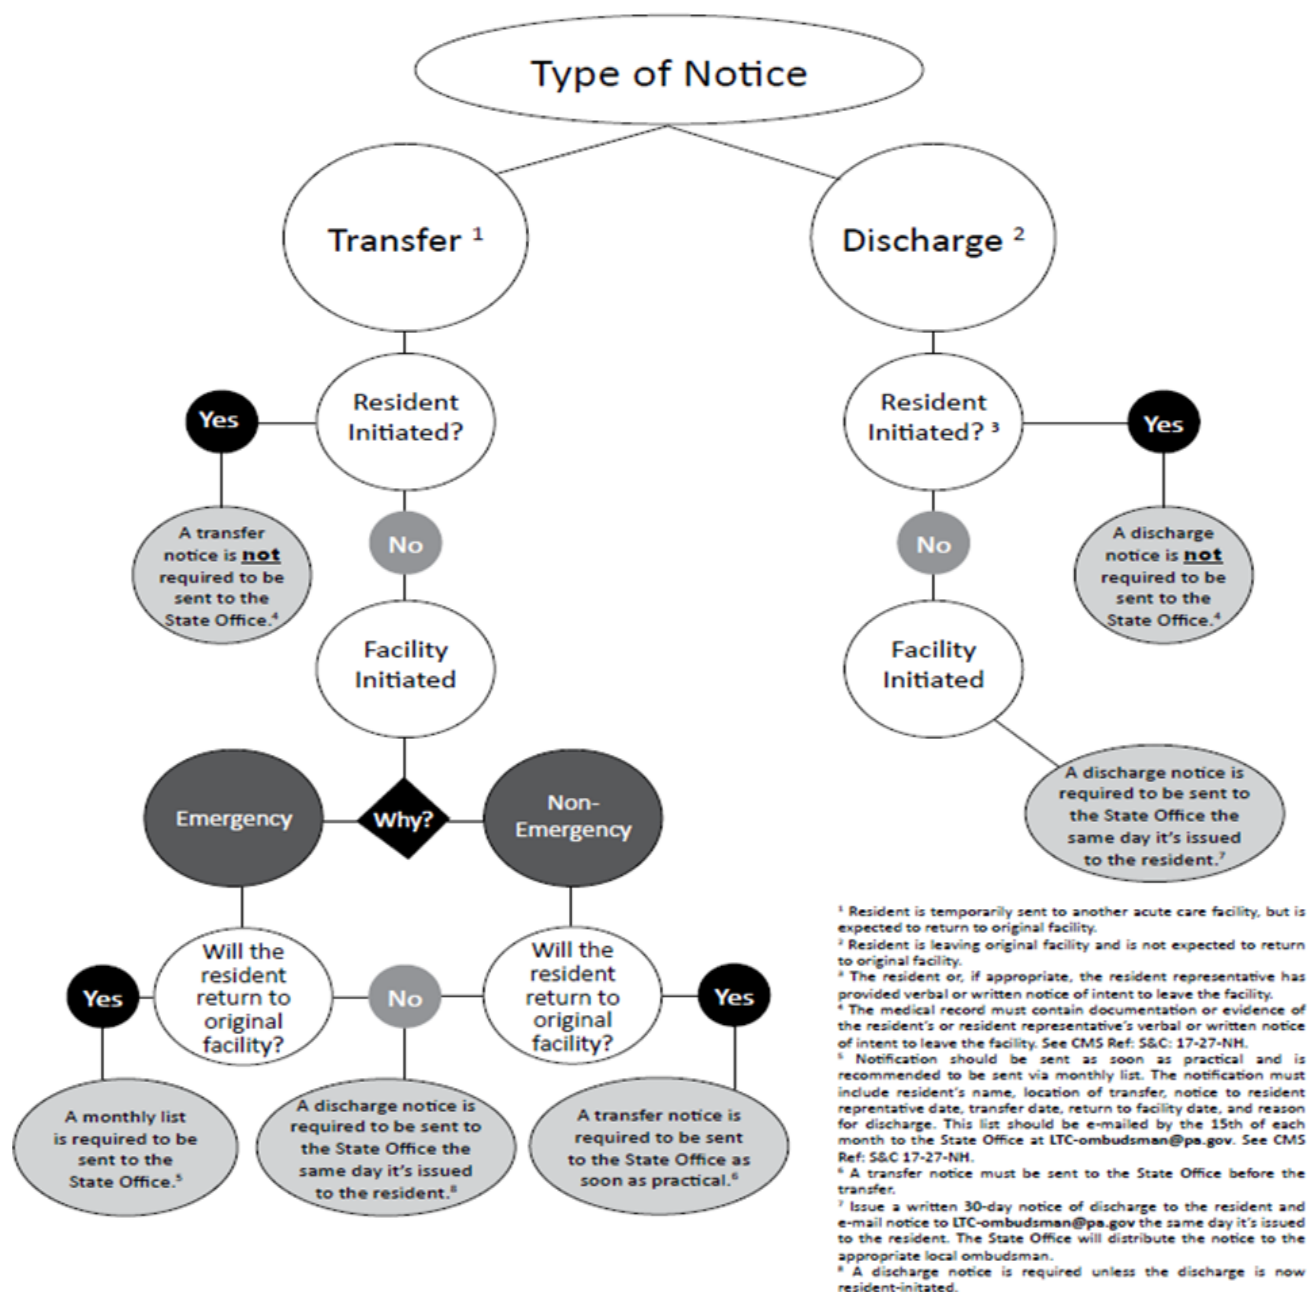 Type of Notice
Transfer ¹
Discharge ²
Resident
Initiated?
Yes
A transfer
notice is not
required to be
sent to the
State Office.⁴
No
Facility
Initiated
Resident
Initiated? ³
Yes
A discharge
notice is not
required to be
sent to the
State Office.⁴
No
Facility
Initiated
A discharge notice is
required to be sent to
the State Office the
same day it's issued
to the resident.⁷
Emergency
Why?
Non-
Emergency
Will the
resident
return to
original
facility?
Yes
No
Will the
resident
return to
original
facility?
Yes
A monthly list
is required to be
sent to the
State Office.⁵
A discharge notice is
required to be sent to
the State Office the
same day it's issued
to the resident.⁸
A transfer notice is
required to be sent
to the State Office as
soon as practical.⁶
¹ Resident is temporarily sent to another acute care facility, but is
expected to return to original facility.
² Resident is leaving original facility and is not expected to return
to original facility.
³ The resident or, if appropriate, the resident representative has
provided verbal or written notice of intent to leave the facility.
⁴ The medical record must contain documentation or evidence of
the resident's or resident representative's verbal or written notice
of intent to leave the facility. See CMS Ref: S&C: 17-27-NH.
⁵ Notification should be sent as soon as practical and is
recommended to be sent via monthly list. The notification must
include resident's name, location of transfer, notice to resident
reprentative date, transfer date, return to facility date, and reason
for discharge. This list should be e-mailed by the 15th of each
month to the State Office at LTC-ombudsman@pa.gov. See CMS
Ref: S&C 17-27-NH.
⁶ A transfer notice must be sent to the State Office before the
transfer.
⁷ Issue a written 30-day notice of discharge to the resident and
e-mail notice to LTC-ombudsman@pa.gov the same day it's issued
to the resident. The State Office will distribute the notice to the
appropriate local ombudsman.
⁸ A discharge notice is required unless the discharge is now
resident-initated.